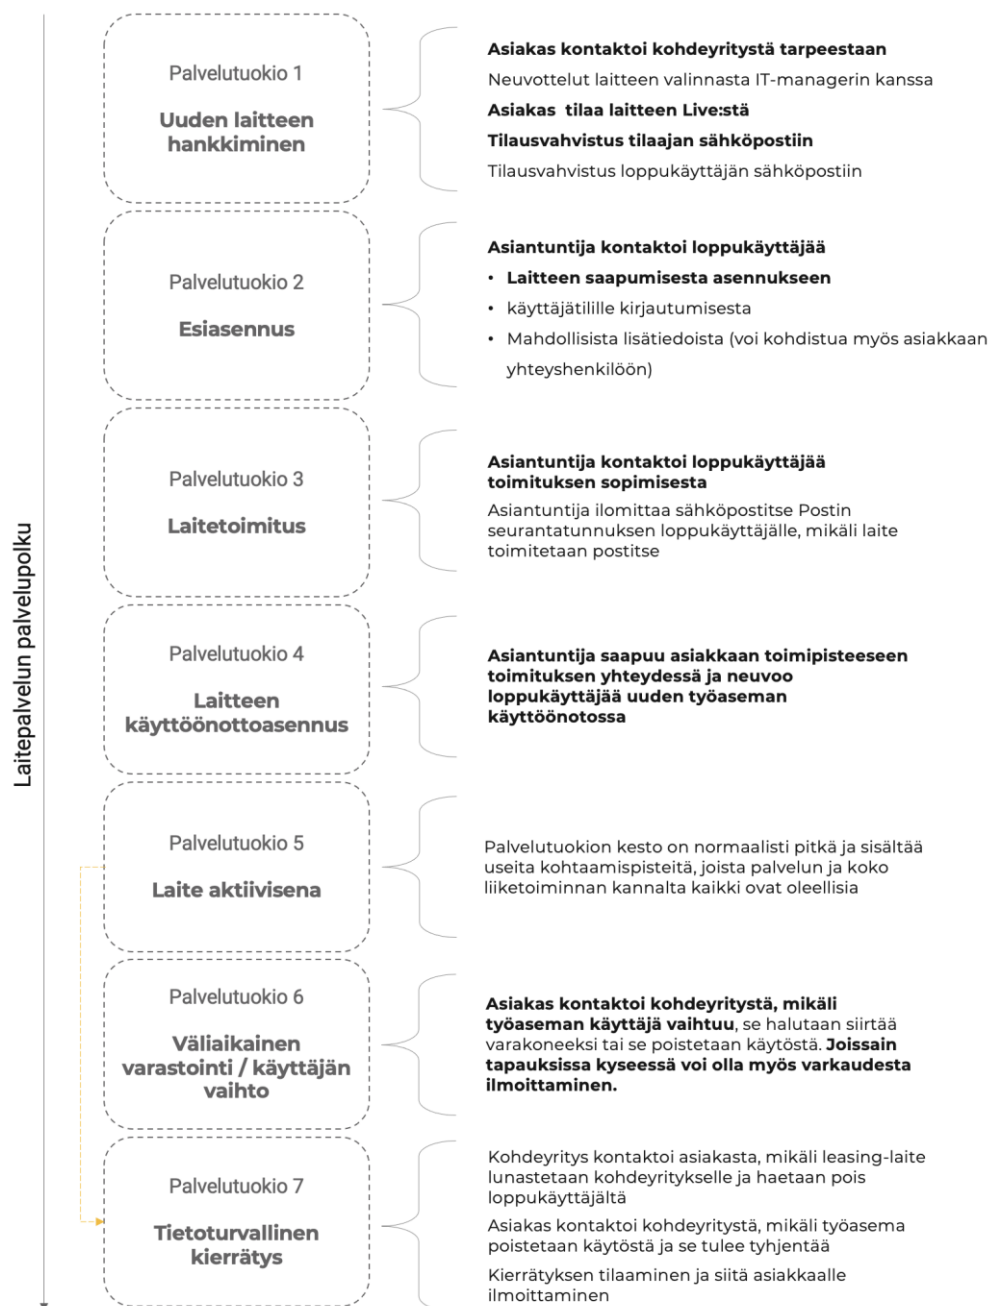 Laitepalvelun palvelupolku
Palvelutuokio 1
Uuden laitteen
hankkiminen
Asiakas kontaktoi kohdeyritystä tarpeestaan
Neuvottelut laitteen valinnasta IT-managerin kanssa
Asiakas tilaa laitteen Live:stä
Tilausvahvistus tilaajan sähköpostiin
Tilausvahvistus loppukäyttäjän sähköpostiin
Palvelutuokio 2
Esiasennus
Asiantuntija kontaktoi loppukäyttäjää
• Laitteen saapumisesta asennukseen
• käyttäjätilille kirjautumisesta
• Mahdollisista lisätiedoista (voi kohdistua myös asiakkaan
yhteyshenkilöön)
Palvelutuokio 3
Laitetoimitus
Asiantuntija kontaktoi loppukäyttäjää
toimituksen sopimisesta
Asiantuntija ilomittaa sähköpostitse Postin
seurantatunnuksen loppukäyttäjälle, mikäli laite
toimitetaan postitse
Palvelutuokio 4
Laitteen
käyttöönottoasennus
Asiantuntija saapuu asiakkaan toimipisteeseen
toimituksen yhteydessä ja neuvoo
loppukäyttäjää uuden työaseman
käyttöönotossa
Palvelutuokio 5
Laite aktiivisena
Palvelutuokion kesto on normaalisti pitkä ja sisältää
useita kohtaamispisteitä, joista palvelun ja koko
liiketoiminnan kannalta kaikki ovat oleellisia
Palvelutuokio 6
Väliaikainen
varastointi / käyttäjän
vaihto
Asiakas kontaktoi kohdeyritystä, mikäli
työaseman käyttäjä vaihtuu, se halutaan siirtää
varakoneeksi tai se poistetaan käytöstä. Joissain
tapauksissa kyseessä voi olla myös varkaudesta
ilmoittaminen.
Palvelutuokio 7
Tietoturvallinen
kierrätys
Kohdeyritys kontaktoi asiakasta, mikäli leasing-laite
lunastetaan kohdeyritykselle ja haetaan pois
loppukäyttäjältä
Asiakas kontaktoi kohdeyritystä, mikäli työasema
poistetaan käytöstä ja se tulee tyhjentää
Kierrätyksen tilaaminen ja siitä asiakkaalle
ilmoittaminen